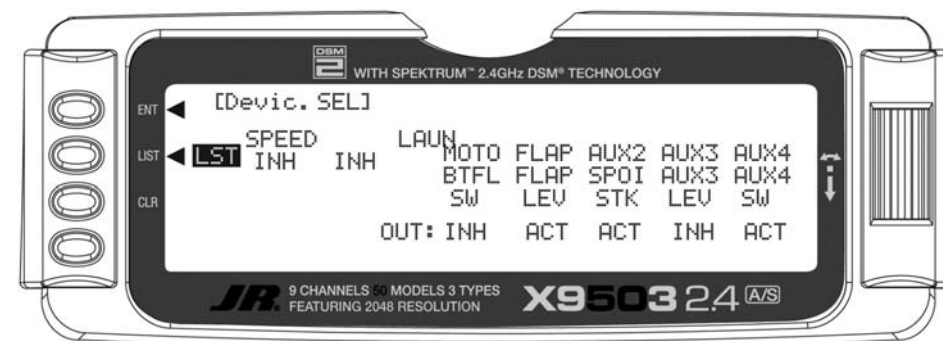 DSM
2 WITH SPEKTRUM™ 2.4GHz DSM® TECHNOLOGY
ENT [Devic.SEL]
SPEED LAUN
LIST LST INH INH MOTO FLAP AUX2 AUX3 AUX4
BTFL FLAP SPOI AUX3 AUX4
CLR SW LEV STK LEV SW
OUT: INH ACT ACT INH ACT
JR. 9 CHANNELS 50 MODELS 3 TYPES
FEATURING 2048 RESOLUTION
X9503 2.4 A/S